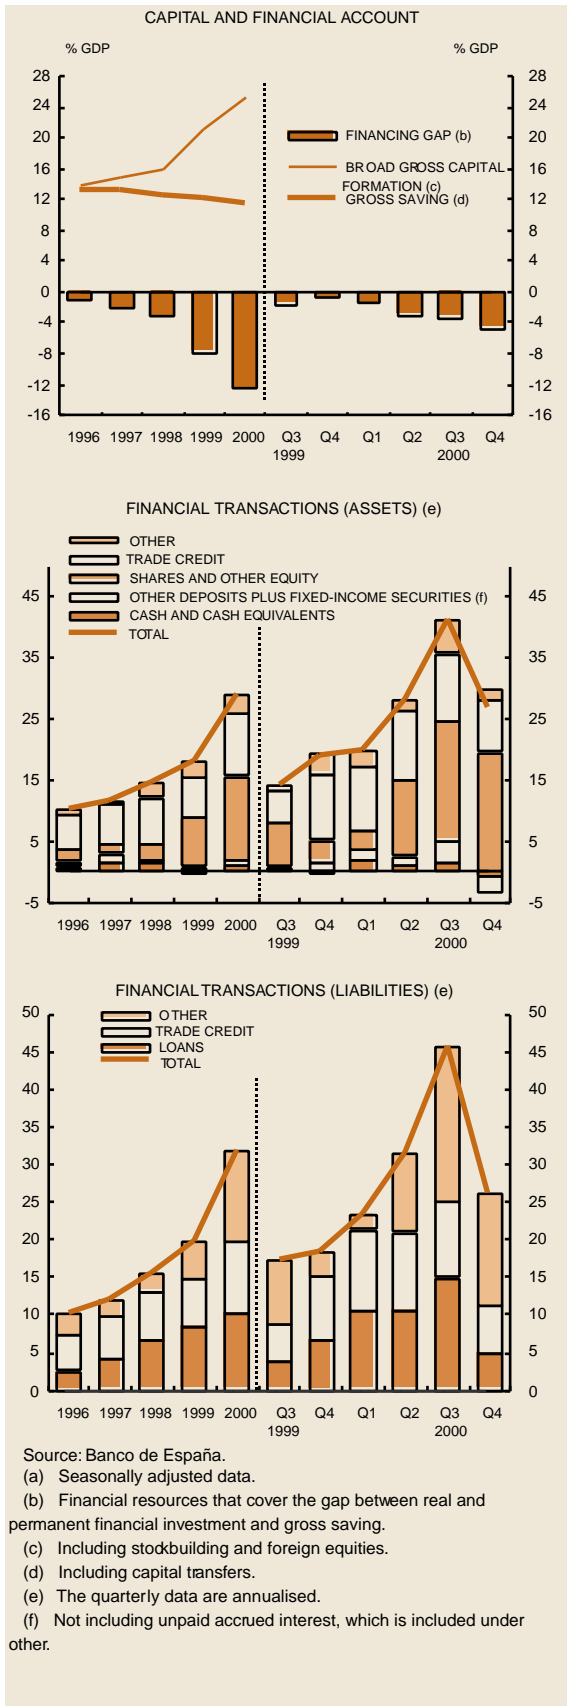 CAPITAL AND FINANCIAL ACCOUNT
% GDP % GDP
28 28
24 24
20 20
16 16
12 12
8 8
4 4
0 0
-4 -4
-8 -8
-12 -12
-16 -16
FINANCING GAP (b)
BROAD GROSS CAPITAL
FORMATION (c)
GROSS SAVING (d)
1996 1997 1998 1999 2000 Q3 Q4 Q1 Q2 Q3 Q4
1999 2000
FINANCIAL TRANSACTIONS (ASSETS) (e)
OTHER
TRADE CREDIT
SHARES AND OTHER EQUITY
OTHER DEPOSITS PLUS FIXED-INCOME SECURITIES (f)
CASH AND CASH EQUIVALENTS
TOTAL
45 45
35 35
25 25
15 15
5 5
-5 -5
1996 1997 1998 1999 2000 Q3 Q4 Q1 Q2 Q3 Q4
1999 2000
FINANCIAL TRANSACTIONS (LIABILITIES) (e)
OTHER
TRADE CREDIT
LOANS
TOTAL
50 50
45 45
40 40
35 35
30 30
25 25
20 20
15 15
10 10
5 5
0 0
1996 1997 1998 1999 2000 Q3 Q4 Q1 Q2 Q3 Q4
1999 2000
Source: Banco de España.
(a) Seasonally adjusted data.
(b) Financial resources that cover the gap between real and
permanent financial investment and gross saving.
(c) Including stockbuilding and foreign equities.
(d) Including capital transfers.
(e) The quarterly data are annualised.
(f) Not including unpaid accrued interest, which is included under
other.